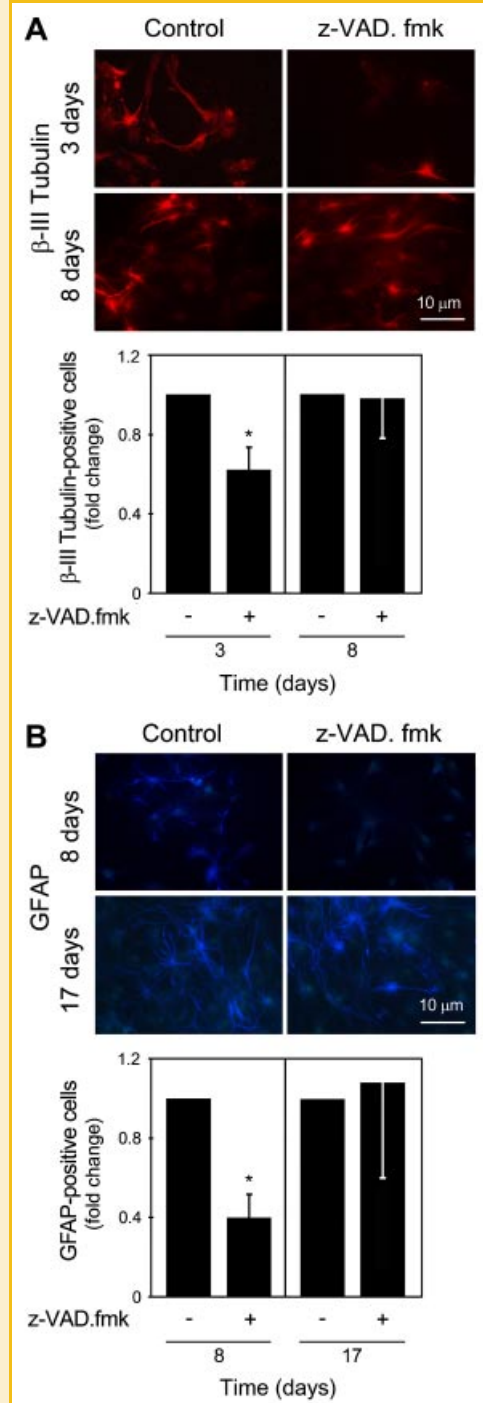 A
Control z-VAD. fmk
β-III Tubulin
3 days
8 days
10 μm
β-III Tubulin-positive cells
(fold change)
1.2
0.8
0.4
0
*
z-VAD.fmk - + - +
3 8
Time (days)
B
Control z-VAD. fmk
GFAP
8 days
17 days
10 μm
GFAP-positive cells
(fold change)
1.2
0.8
0.4
0
*
z-VAD.fmk - + - +
8 17
Time (days)